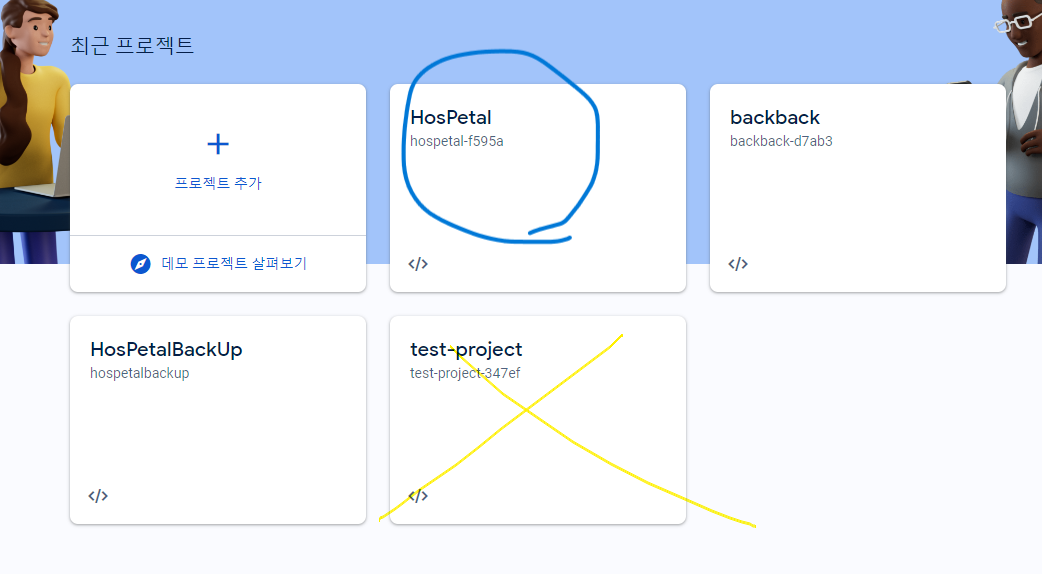 최근 프로젝트
프로젝트 추가
데모 프로젝트 살펴보기
HosPetal
hospetal-f595a
</>
backback
backback-d7ab3
</>
HosPetalBackUp
hospetalbackup
</>
test-project
test-project-347ef
</>